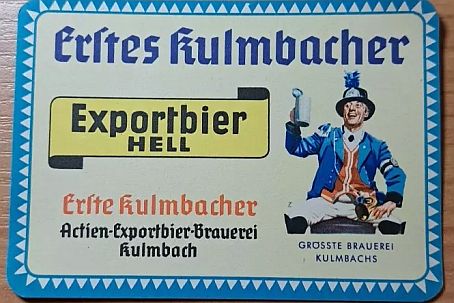 Erſtes Kulmbacher
Exportbier
HELL
Erſte Kulmbacher
Actien-Exportbier-Brauerei
Kulmbach
GRÖSSTE BRAUEREI
KULMBACHS